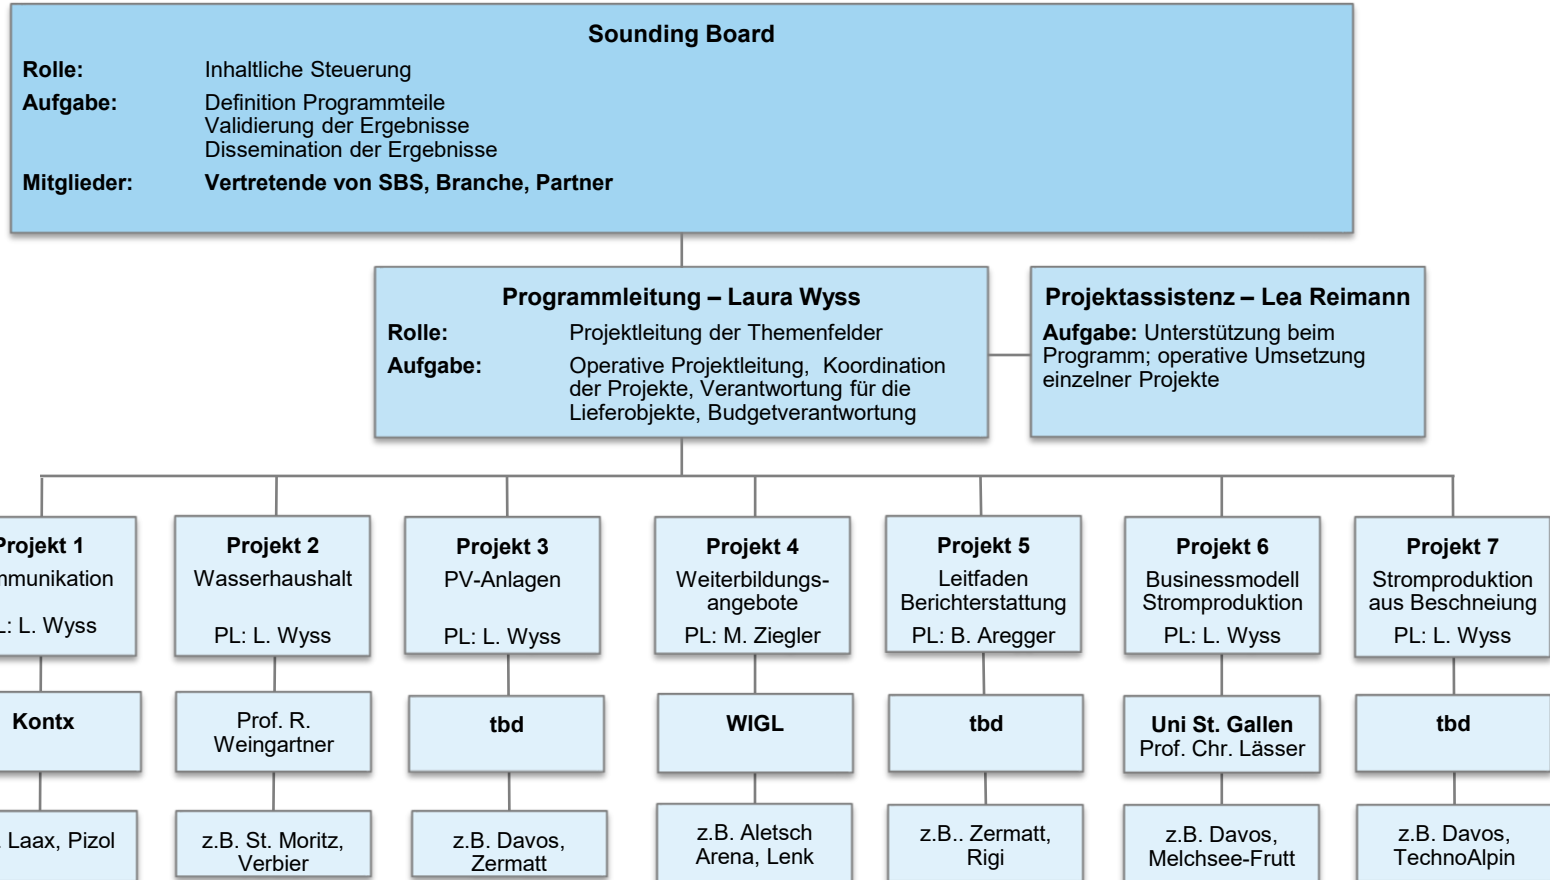 Sounding Board
Rolle: Inhaltliche Steuerung
Aufgabe: Definition Programmteile
Validierung der Ergebnisse
Dissemination der Ergebnisse
Mitglieder: Vertretende von SBS, Branche, Partner
Programmleitung – Laura Wyss
Rolle: Projektleitung der Themenfelder
Aufgabe: Operative Projektleitung, Koordination
der Projekte, Verantwortung für die
Lieferobjekte, Budgetverantwortung
Projektassistenz – Lea Reimann
Aufgabe: Unterstützung beim
Programm; operative Umsetzung
einzelner Projekte
Projekt 1
mmunikation
L: L. Wyss
Projekt 2
Wasserhaushalt
PL: L. Wyss
Projekt 3
PV-Anlagen
PL: L. Wyss
Projekt 4
Weiterbildungs-
angebote
PL: M. Ziegler
Projekt 5
Leitfaden
Berichterstattung
PL: B. Aregger
Projekt 6
Businessmodell
Stromproduktion
PL: L. Wyss
Projekt 7
Stromproduktion
aus Beschneiung
PL: L. Wyss
Kontx
Prof. R.
Weingartner
tbd
WIGL
tbd
Uni St. Gallen
Prof. Chr. Lässer
tbd
. Laax, Pizol
z.B. St. Moritz,
Verbier
z.B. Davos,
Zermatt
z.B. Aletsch
Arena, Lenk
z.B.. Zermatt,
Rigi
z.B. Davos,
Melchsee-Frutt
z.B. Davos,
TechnoAlpin